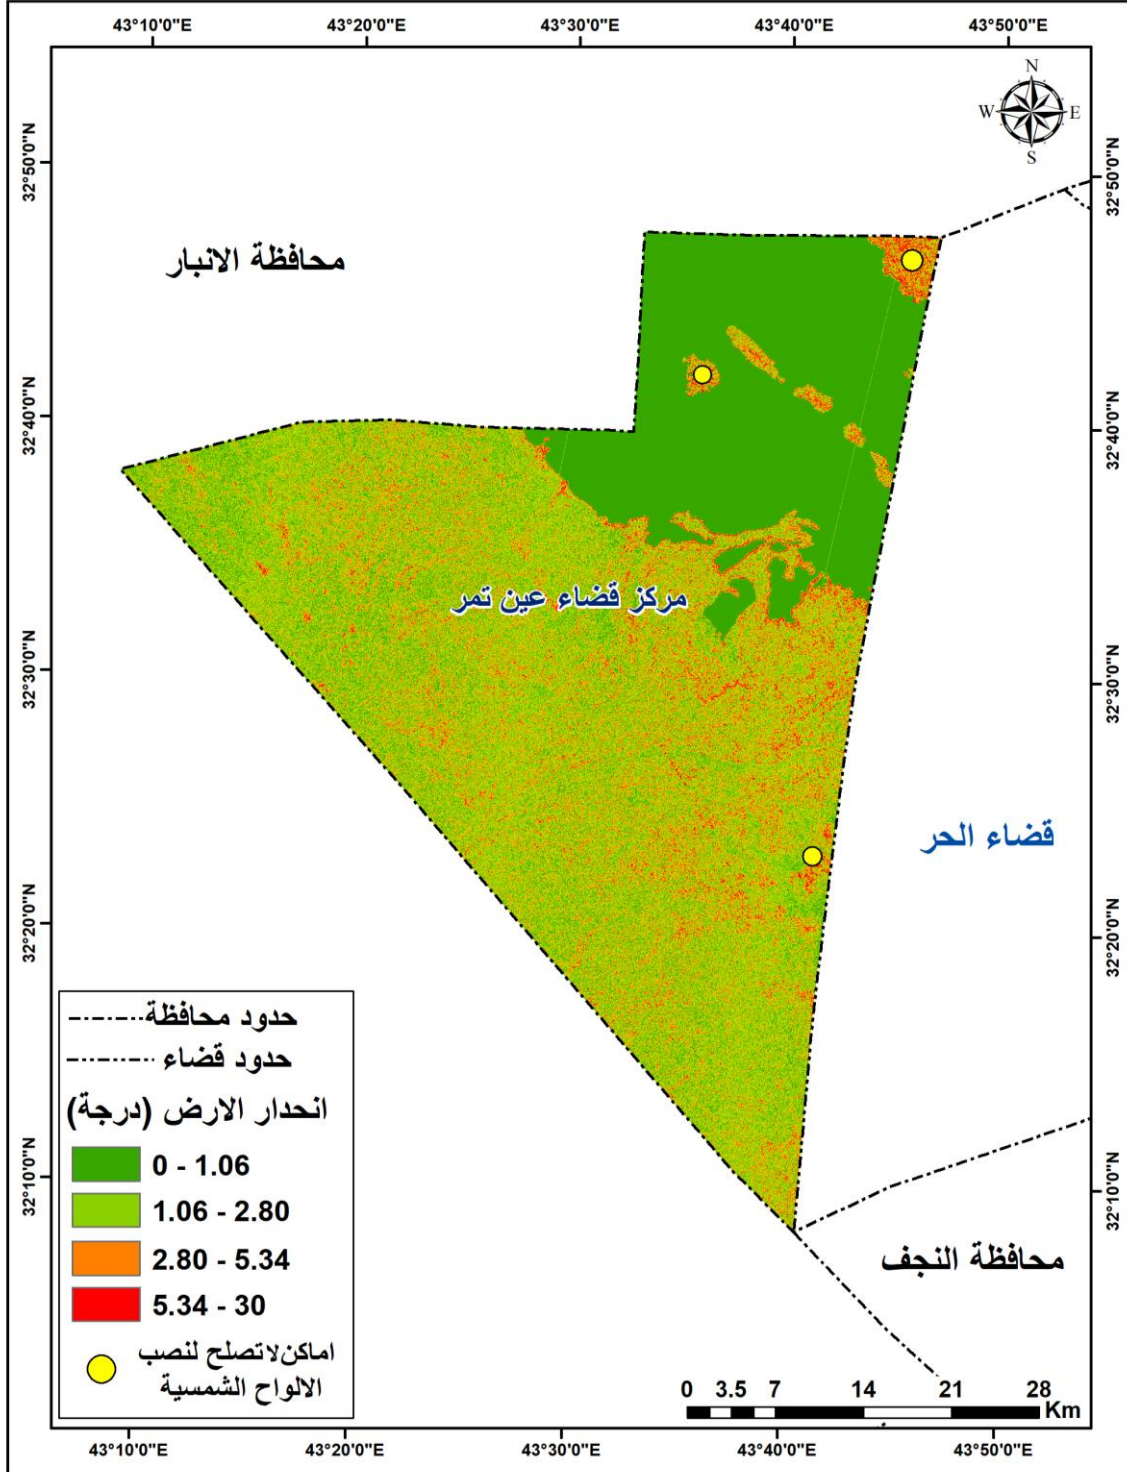 43°10'0"E 43°20'0"E 43°30'0"E 43°40'0"E 43°50'0"E
N
W E
S
32°50'0"N
32°50'0"N
محافظة الانبار
32°40'0"N
32°40'0"N
مركز قضاء عين تمر
32°30'0"N
32°30'0"N
قضاء الحر
32°20'0"N
32°20'0"N
حدود محافظة
حدود قضاء
انحدار الارض (درجة)
0 - 1.06
1.06 - 2.80
2.80 - 5.34
5.34 - 30
اماكن لاتصلح لنصب
الالواح الشمسية
32°10'0"N
32°10'0"N
محافظة النجف
0 3.5 7 14 21 28
Km
43°10'0"E 43°20'0"E 43°30'0"E 43°40'0"E 43°50'0"E